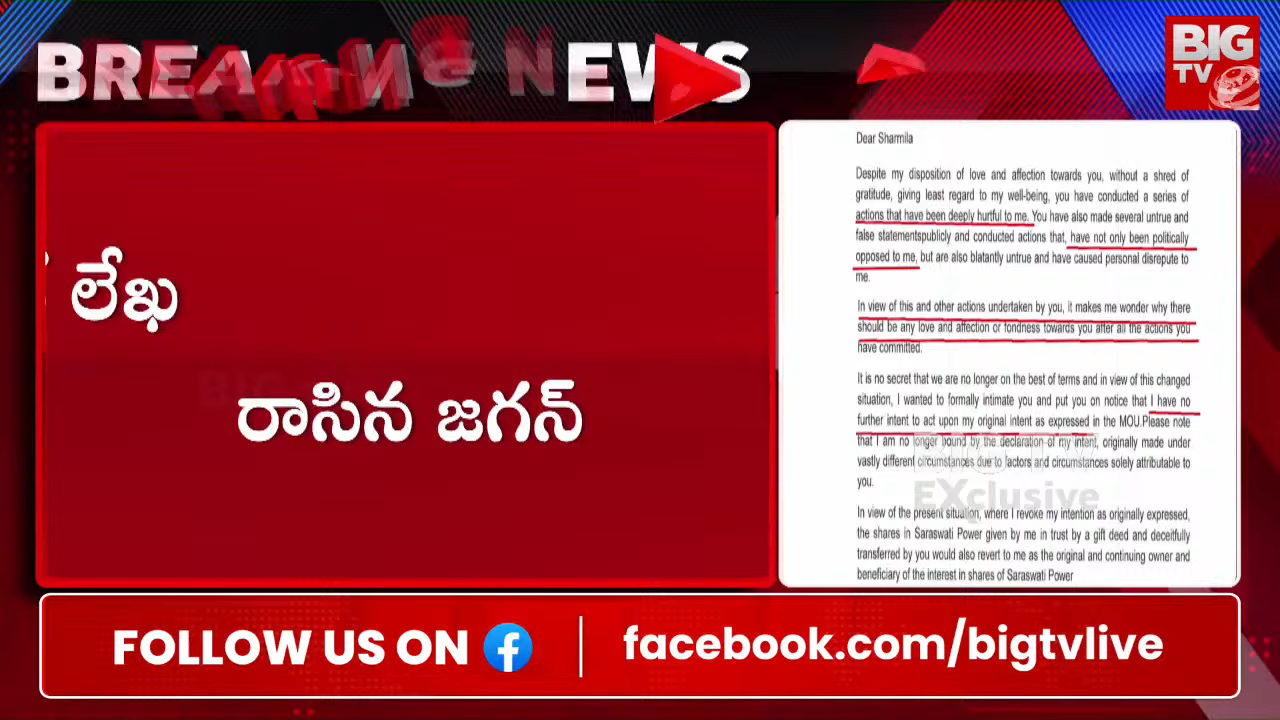 BREAKING NEWS
BIG
TV
లేఖ
రాసిన జగన్
Dear Sharmila
Despite my disposition of love and affection towards you, without a shred of
gratitude, giving least regard to my well-being, you have conducted a series of
actions that have been deeply hurtful to me. You have also made several untrue and
false statementspublicly and conducted actions that, have not only been politically
opposed to me, but are also blatantly untrue and have caused personal disrepute to
me.
In view of this and other actions undertaken by you, it makes me wonder why there
should be any love and affection or fondness towards you after all the actions you
have committed.
It is no secret that we are no longer on the best of terms and in view of this changed
situation, I wanted to formally intimate you and put you on notice that I have no
further intent to act upon my original intent as expressed in the MOU.Please note
that I am no longer bound by the declaration of my intent, originally made under
vastly different circumstances due to factors and circumstances solely attributable to
you.
BIG TV
EXclusive
In view of the present situation, where I revoke my intention as originally expressed,
the shares in Saraswati Power given by me in trust by a gift deed and deceitfully
transferred by you would also revert to me as the original and continuing owner and
beneficiary of the interest in shares of Saraswati Power
FOLLOW US ON
facebook.com/bigtvlive